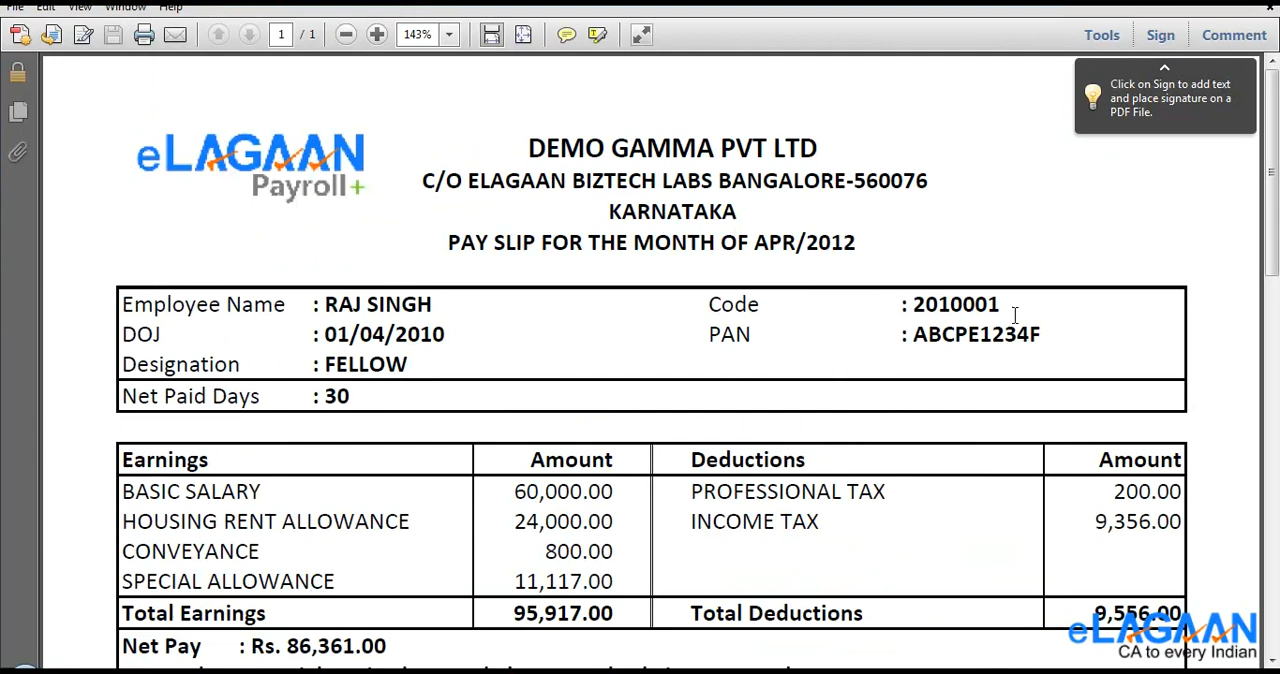 File Edit View Window Help
1 / 1 143% Tools Sign Comment
Click on Sign to add text
and place signature on a
PDF File.
eLAGAAN
Payroll+
DEMO GAMMA PVT LTD
C/O ELAGAAN BIZTECH LABS BANGALORE-560076
KARNATAKA
PAY SLIP FOR THE MONTH OF APR/2012
Employee Name : RAJ SINGH Code : 2010001
DOJ : 01/04/2010 PAN : ABCPE1234F
Designation : FELLOW
Net Paid Days : 30
Earnings Amount Deductions Amount
BASIC SALARY 60,000.00 PROFESSIONAL TAX 200.00
HOUSING RENT ALLOWANCE 24,000.00 INCOME TAX 9,356.00
CONVEYANCE 800.00
SPECIAL ALLOWANCE 11,117.00
Total Earnings 95,917.00 Total Deductions 9,556.00
Net Pay : Rs. 86,361.00
eLAGAAN
CA to every Indian